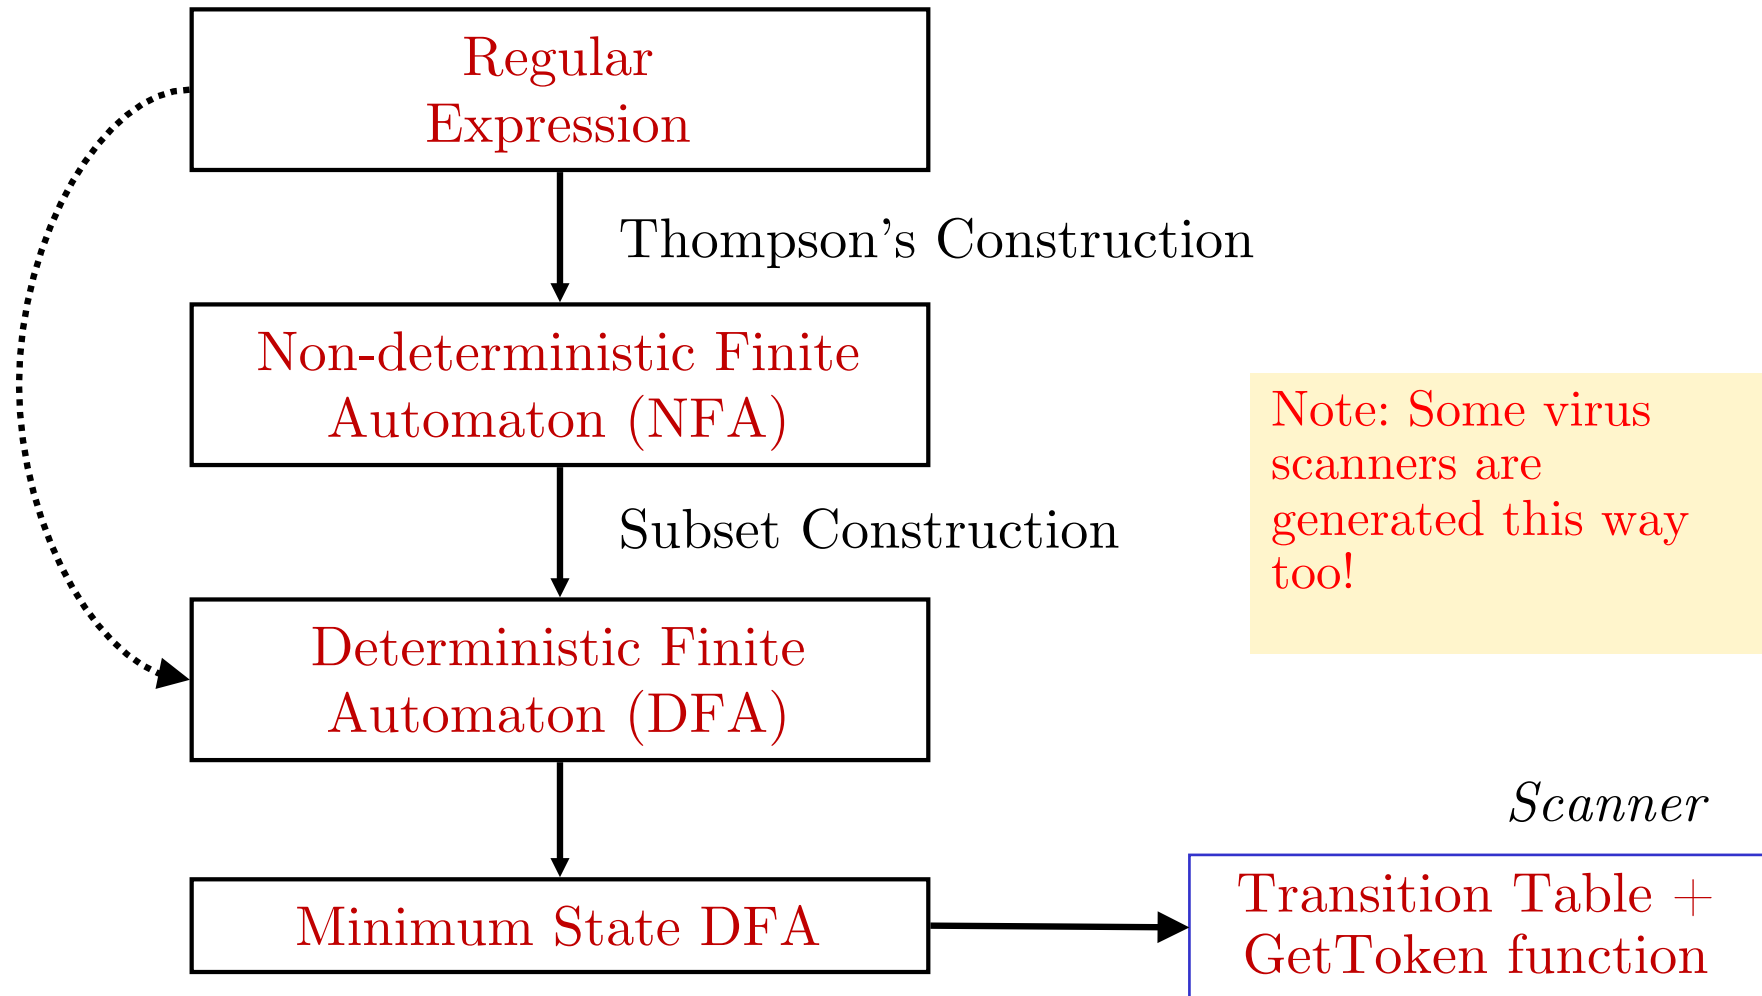 Regular
Expression
Thompson's Construction
Non-deterministic Finite
Automaton (NFA)
Note: Some virus
scanners are
generated this way
too!
Subset Construction
Deterministic Finite
Automaton (DFA)
Scanner
Minimum State DFA
Transition Table +
GetToken function